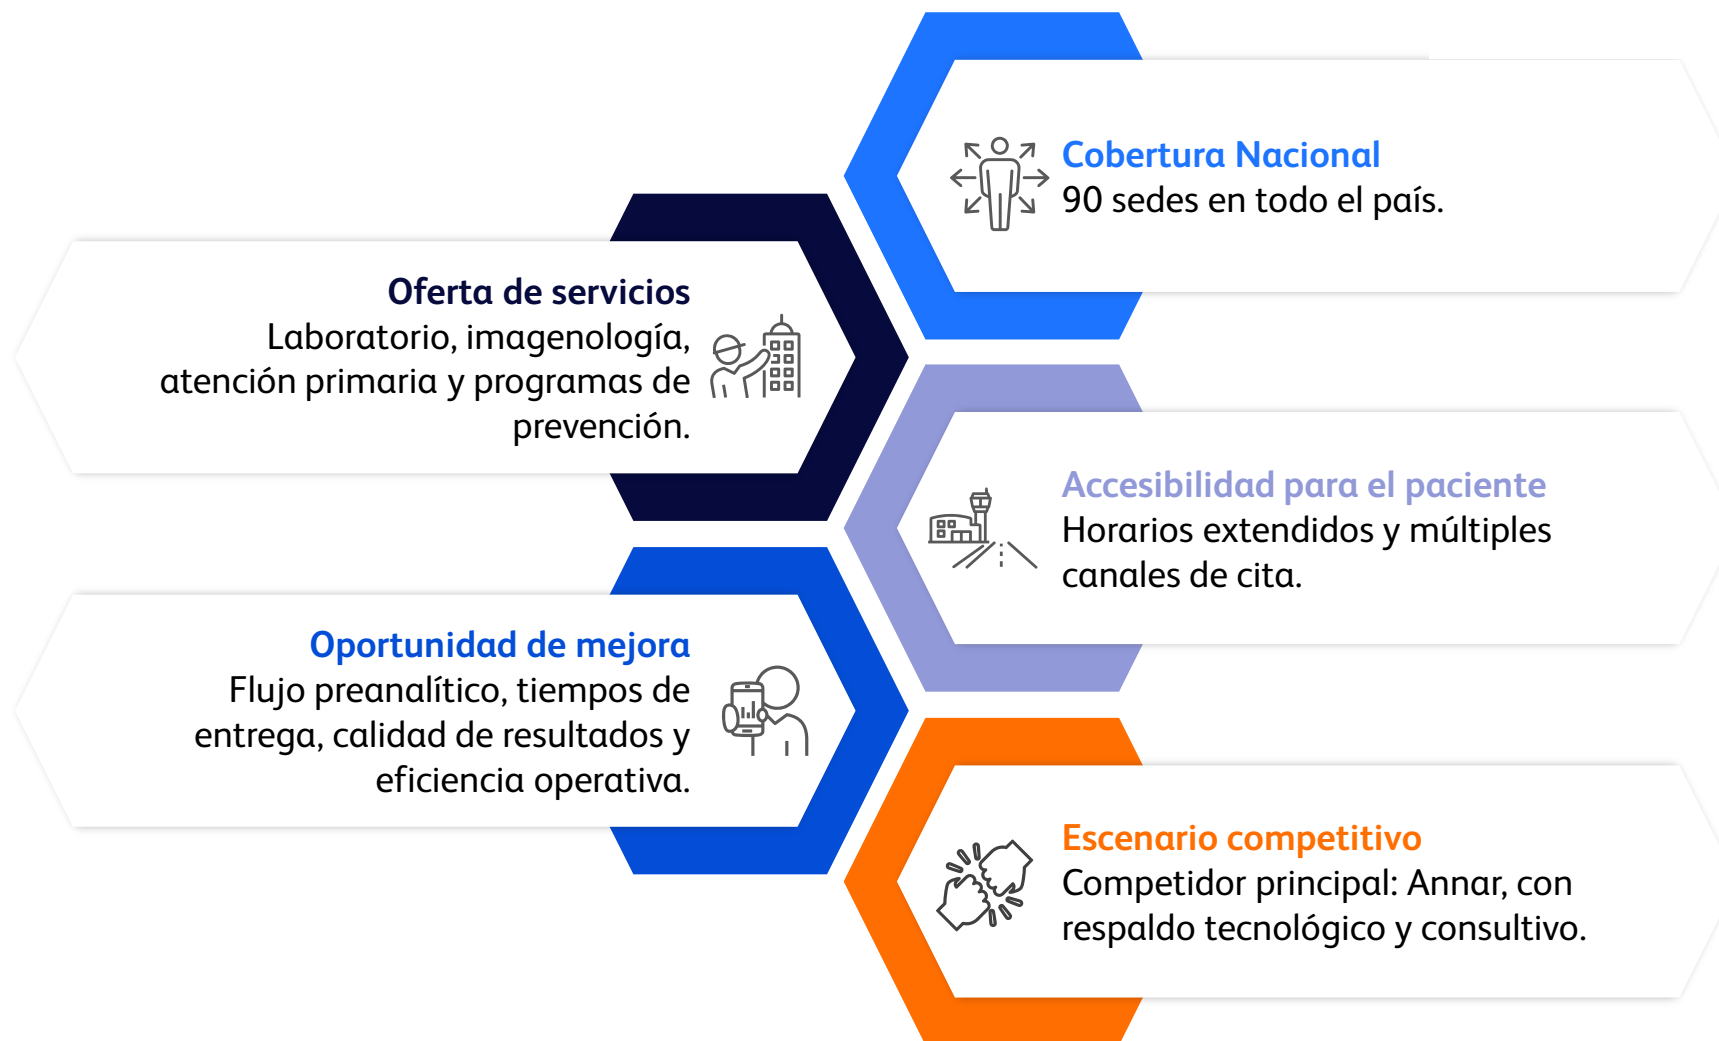 Cobertura Nacional
90 sedes en todo el país.
Oferta de servicios
Laboratorio, imagenología,
atención primaria y programas de
prevención.
Accesibilidad para el paciente
Horarios extendidos y múltiples
canales de cita.
Oportunidad de mejora
Flujo preanalítico, tiempos de
entrega, calidad de resultados y
eficiencia operativa.
Escenario competitivo
Competidor principal: Annar, con
respaldo tecnológico y consultivo.